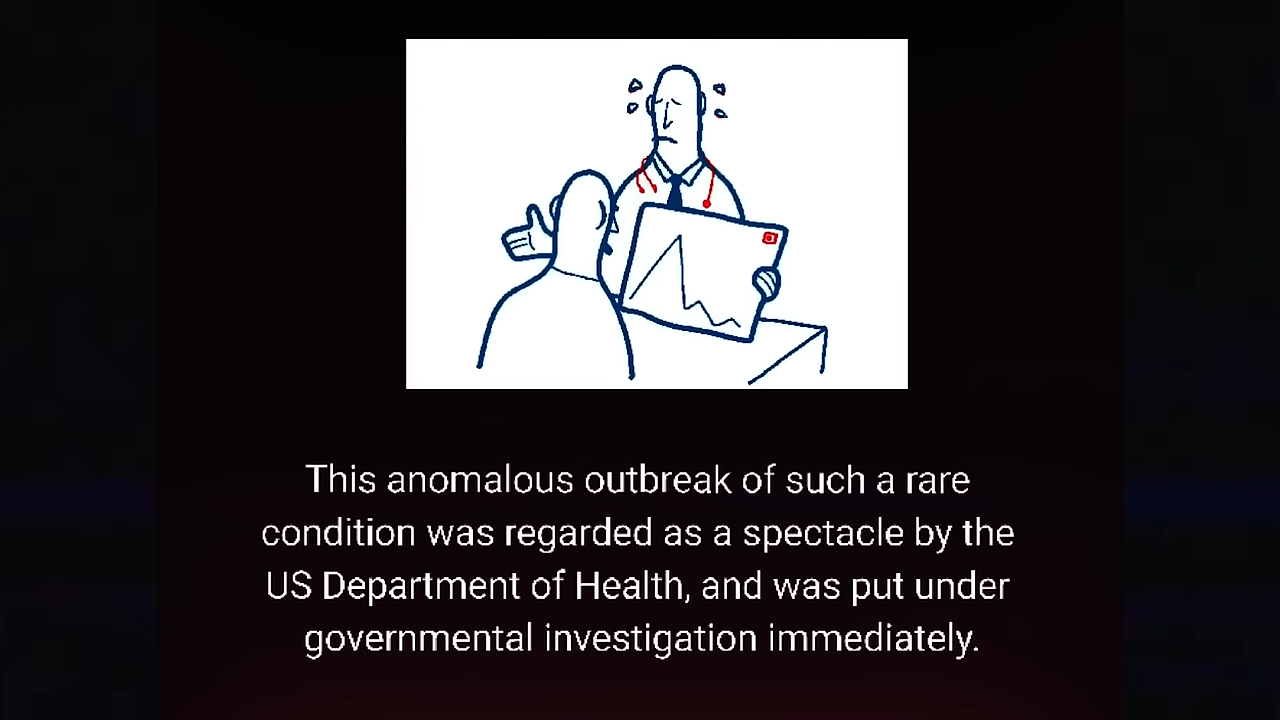 This anomalous outbreak of such a rare
condition was regarded as a spectacle by the
US Department of Health, and was put under
governmental investigation immediately.